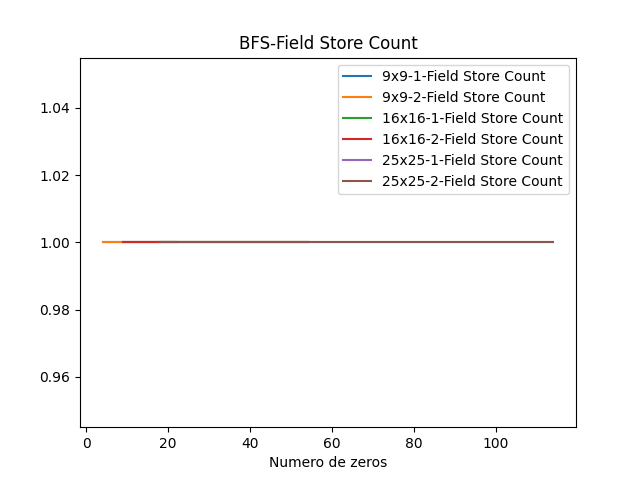 BFS-Field Store Count
9x9-1-Field Store Count
9x9-2-Field Store Count
16x16-1-Field Store Count
16x16-2-Field Store Count
25x25-1-Field Store Count
25x25-2-Field Store Count
1.04
1.02
1.00
0.98
0.96
0 20 40 60 80 100
Numero de zeros